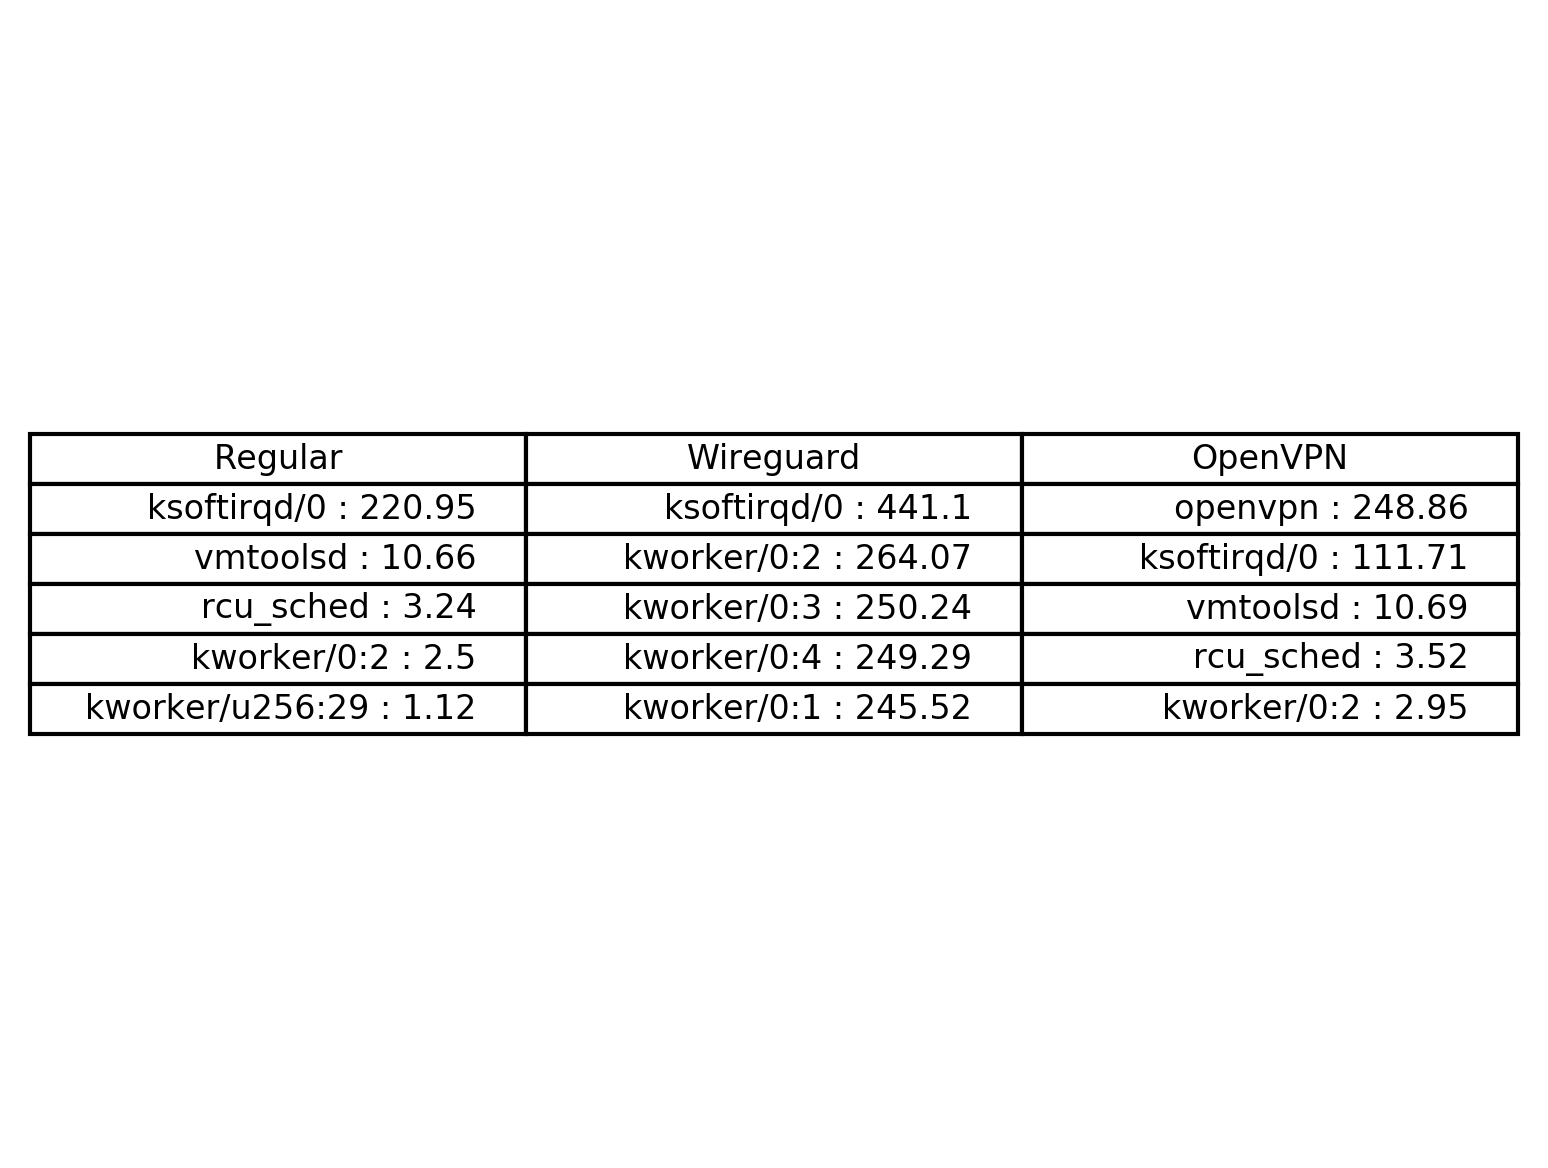 Regular Wireguard OpenVPN
ksoftirqd/0 : 220.95 ksoftirqd/0 : 441.1 openvpn : 248.86
vmtoolsd : 10.66 kworker/0:2 : 264.07 ksoftirqd/0 : 111.71
rcu_sched : 3.24 kworker/0:3 : 250.24 vmtoolsd : 10.69
kworker/0:2 : 2.5 kworker/0:4 : 249.29 rcu_sched : 3.52
kworker/u256:29 : 1.12 kworker/0:1 : 245.52 kworker/0:2 : 2.95